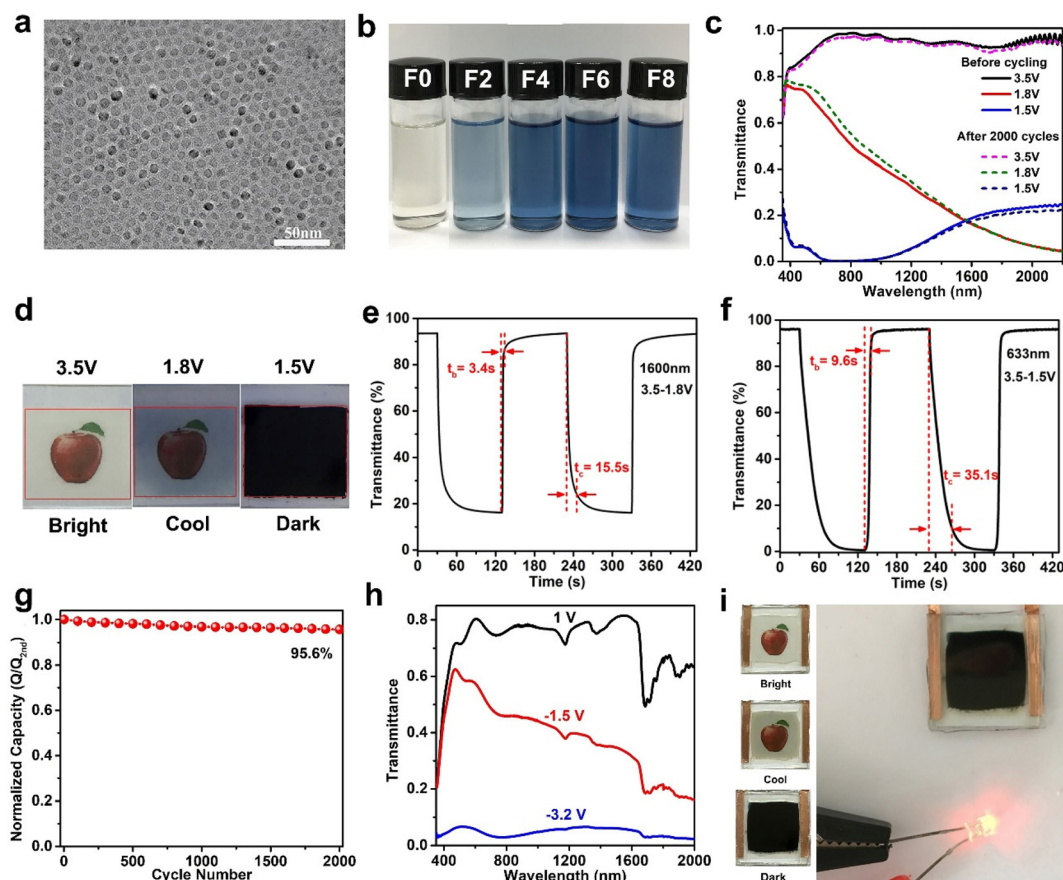 a
50nm
b
F0 F2 F4 F6 F8
c
Transmittance
1.0
0.8
0.6
0.4
0.2
0.0
Before cycling
3.5V
1.8V
1.5V
After 2000 cycles
3.5V
1.8V
1.5V
400 800 1200 1600 2000
Wavelength (nm)
d
3.5V 1.8V 1.5V
Bright Cool Dark
e
Transmittance (%)
100
80
60
40
20
0
tb= 3.4s
1600nm
3.5-1.8V
tc= 15.5s
0 60 120 180 240 300 360 420
Time (s)
f
Transmittance (%)
100
80
60
40
20
0
tb= 9.6s
633nm
3.5-1.5V
tc= 35.1s
0 60 120 180 240 300 360 420
Time (s)
g
Normalized Capacity (Q/Q2nd)
1.0
0.8
0.6
0.4
0.2
0.0
95.6%
0 500 1000 1500 2000
Cycle Number
h
Transmittance
1.0
0.8
0.6
0.4
0.2
0.0
1 V
-1.5 V
-3.2 V
400 800 1200 1600 2000
Wavelength (nm)
i
Bright
Cool
Dark